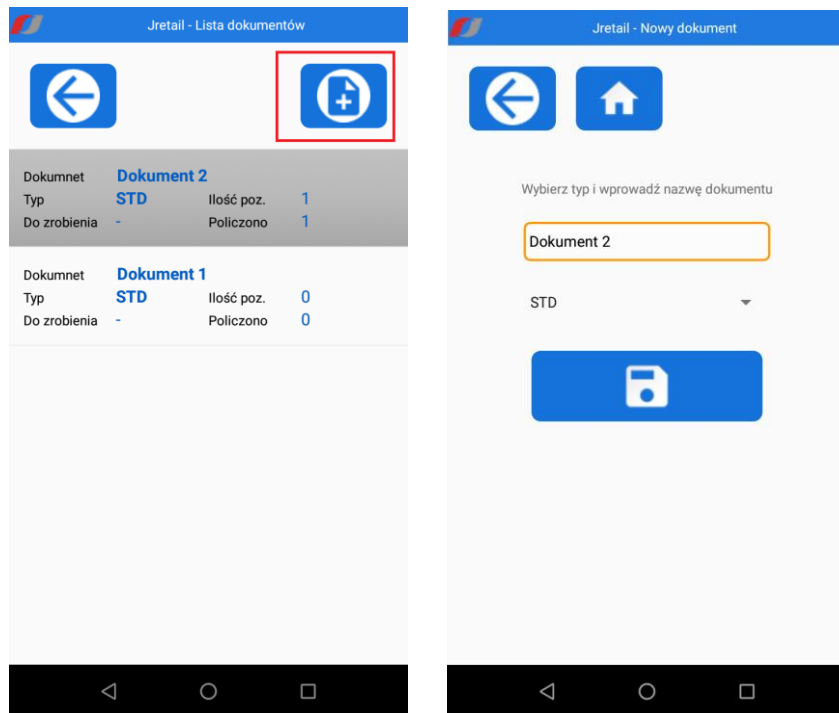 Jretail - Lista dokumentów
Dokumnet Dokument 2
Typ STD Ilość poz. 1
Do zrobienia - Policzono 1
Dokumnet Dokument 1
Typ STD Ilość poz. 0
Do zrobienia - Policzono 0
Jretail - Nowy dokument
Wybierz typ i wprowadź nazwę dokumentu
Dokument 2
STD